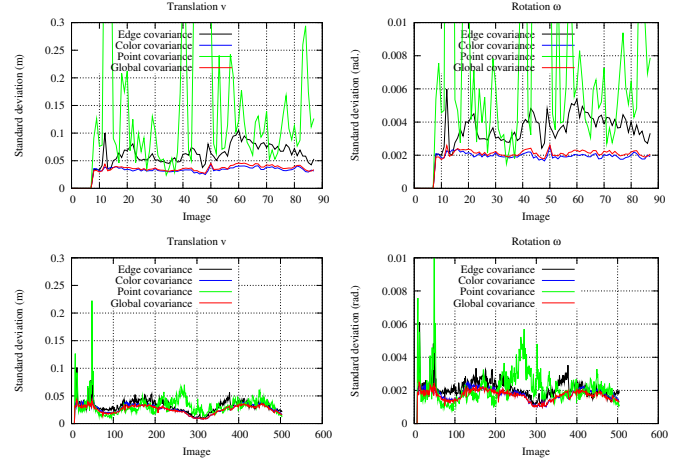 Translation v
Rotation ω
Standard deviation (m)
0.3
0.25
0.2
0.15
0.1
0.05
0
Edge covariance
Color covariance
Point covariance
Global covariance
0 10 20 30 40 50 60 70 80 90
Image
Standard deviation (rad.)
0.01
0.008
0.006
0.004
0.002
0
Edge covariance
Color covariance
Point covariance
Global covariance
0 10 20 30 40 50 60 70 80 90
Image
Translation v
Rotation ω
Standard deviation (m)
0.3
0.25
0.2
0.15
0.1
0.05
0
Edge covariance
Color covariance
Point covariance
Global covariance
0 100 200 300 400 500 600
Image
Standard deviation (rad.)
0.01
0.008
0.006
0.004
0.002
0
Edge covariance
Color covariance
Point covariance
Global covariance
0 100 200 300 400 500 600
Image